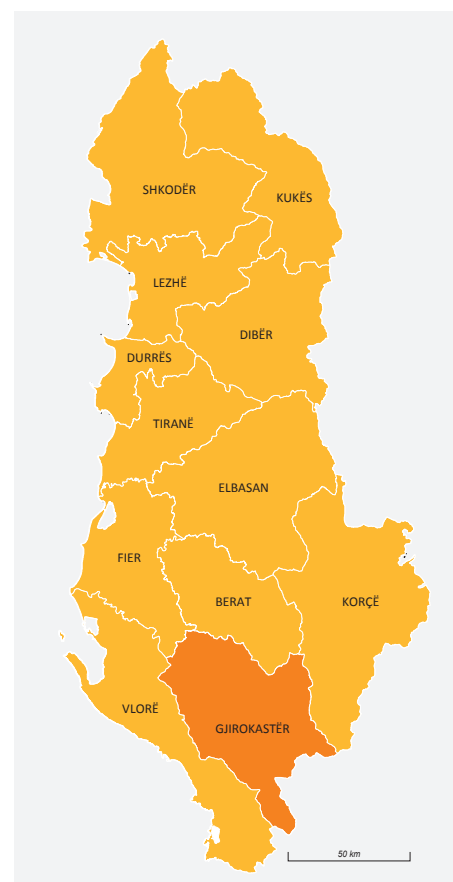 SHKODËR
KUKËS
LEZHË
DIBËR
DURRËS
TIRANË
ELBASAN
FIER
BERAT
KORÇË
VLORË
GJIROKASTËR
50 km